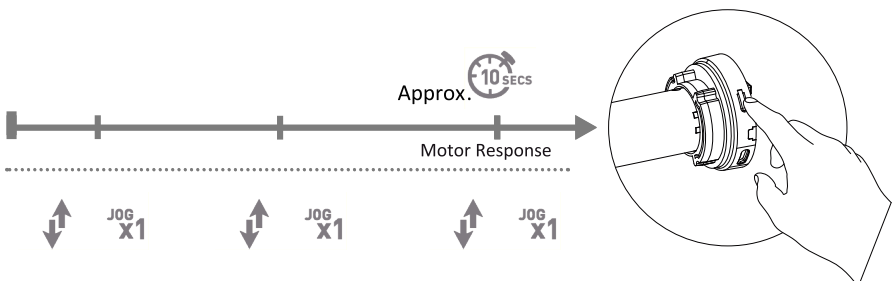 10 SECS
Approx.
Motor Response
JOG JOG JOG
x1 x1 x1